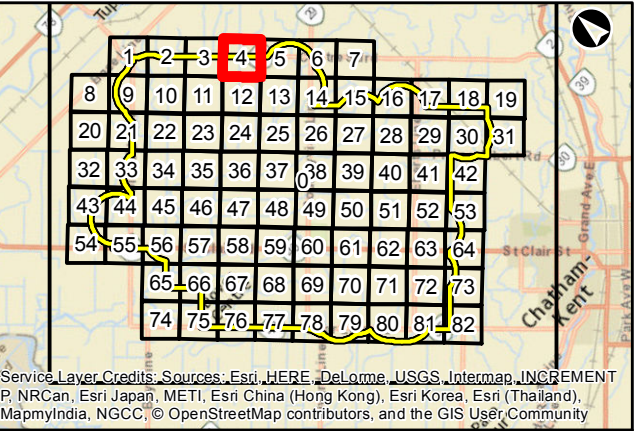 Tup
1 2 3 4 5 6 7
8 9 10 11 12 13 14 15 16 17 18 19
20 21 22 23 24 25 26 27 28 29 30 31
32 33 34 35 36 37 38 39 40 41 42
0
43 44 45 46 47 48 49 50 51 52 53
54 55 56 57 58 59 60 61 62 63 64
St Clair St
65 66 67 68 69 70 71 72 73
74 75 76 77 78 79 80 81 82
Grand Ave E
Chatham-
Kent
Park Ave W
Service Layer Credits: Sources: Esri, HERE, DeLorme, USGS, Intermap, INCREMENT
P, NRCan, Esri Japan, METI, Esri China (Hong Kong), Esri Korea, Esri (Thailand),
MapmyIndia, NGCC, © OpenStreetMap contributors, and the GIS User Community